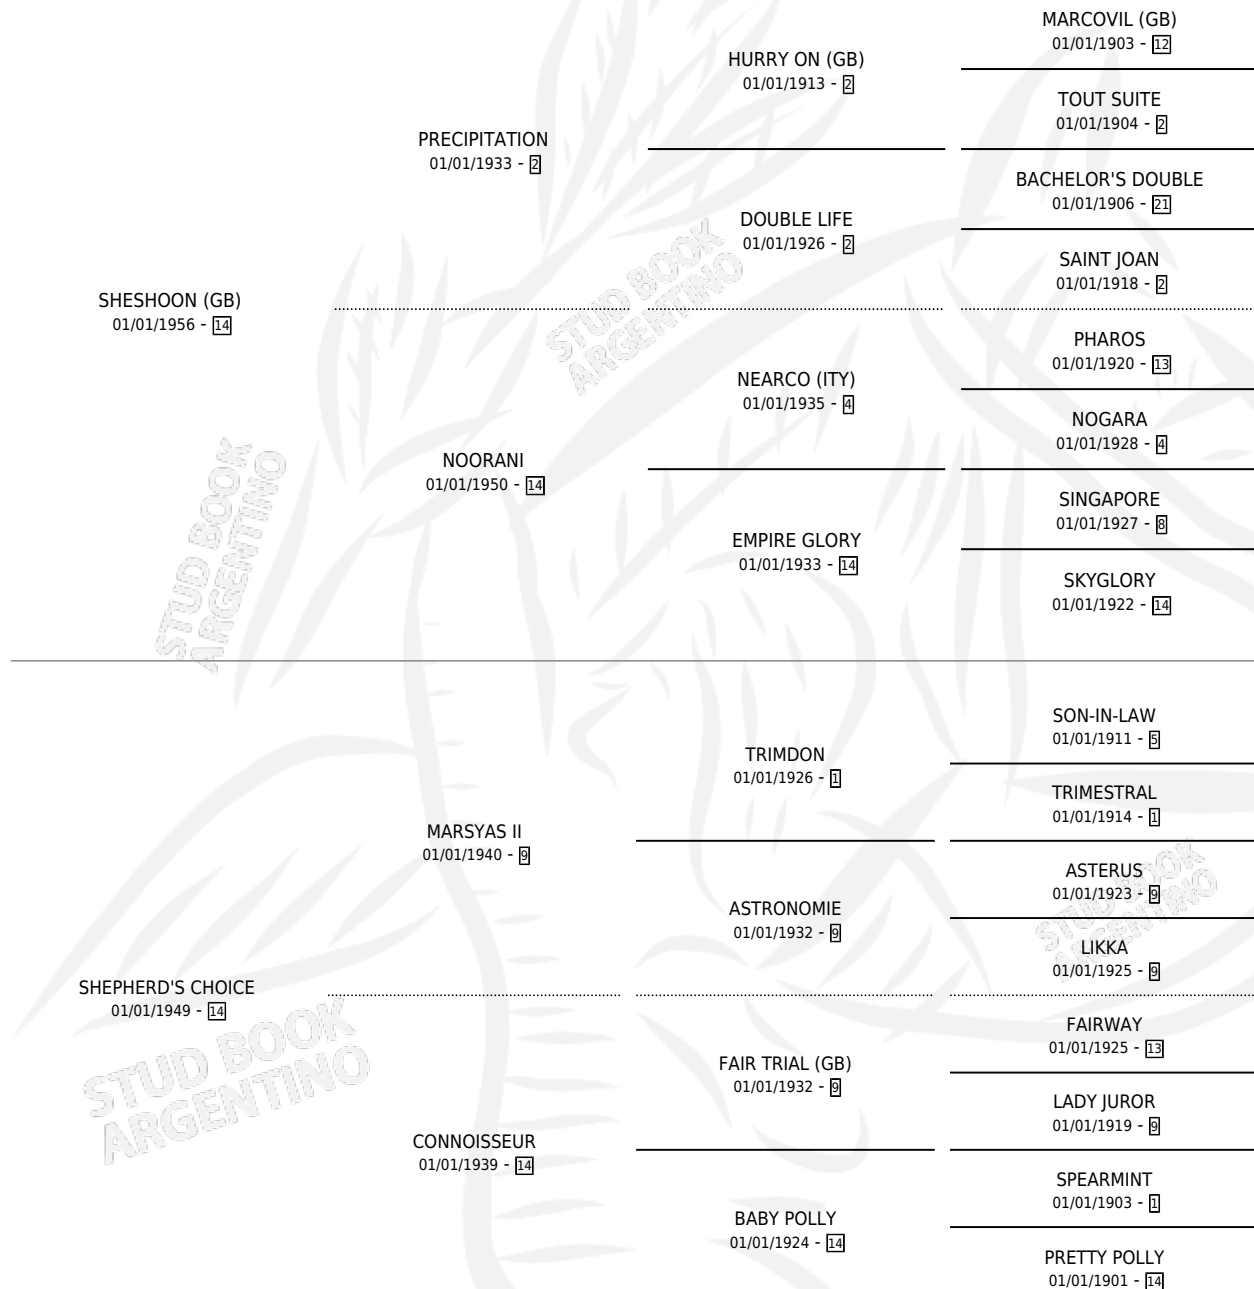 MARCOVIL (GB)
01/01/1903 - 12
HURRY ON (GB)
01/01/1913 - 2
TOUT SUITE
01/01/1904 - 2
PRECIPITATION
01/01/1933 - 2
BACHELOR'S DOUBLE
01/01/1906 - 21
DOUBLE LIFE
01/01/1926 - 2
SAINT JOAN
01/01/1918 - 2
SHESHOON (GB)
01/01/1956 - 14
PHAROS
01/01/1920 - 13
NEARCO (ITY)
01/01/1935 - 4
NOGARA
01/01/1928 - 4
NOORANI
01/01/1950 - 14
SINGAPORE
01/01/1927 - 8
EMPIRE GLORY
01/01/1933 - 14
SKYGLORY
01/01/1922 - 14
STUD BOOK
ARGENTINO
STUD BOOK
ARGENTINO
SON-IN-LAW
01/01/1911 - 5
TRIMDON
01/01/1926 - 1
TRIMESTRAL
01/01/1914 - 1
MARSYAS II
01/01/1940 - 9
ASTERUS
01/01/1923 - 9
ASTRONOMIE
01/01/1932 - 9
LIKKA
01/01/1925 - 9
SHEPHERD'S CHOICE
01/01/1949 - 14
FAIRWAY
01/01/1925 - 13
FAIR TRIAL (GB)
01/01/1932 - 9
LADY JUROR
01/01/1919 - 9
CONNOISSEUR
01/01/1939 - 14
SPEARMINT
01/01/1903 - 1
BABY POLLY
01/01/1924 - 14
PRETTY POLLY
01/01/1901 - 14
STUD BOOK
ARGENTINO
STUD BOOK
ARGENTINO